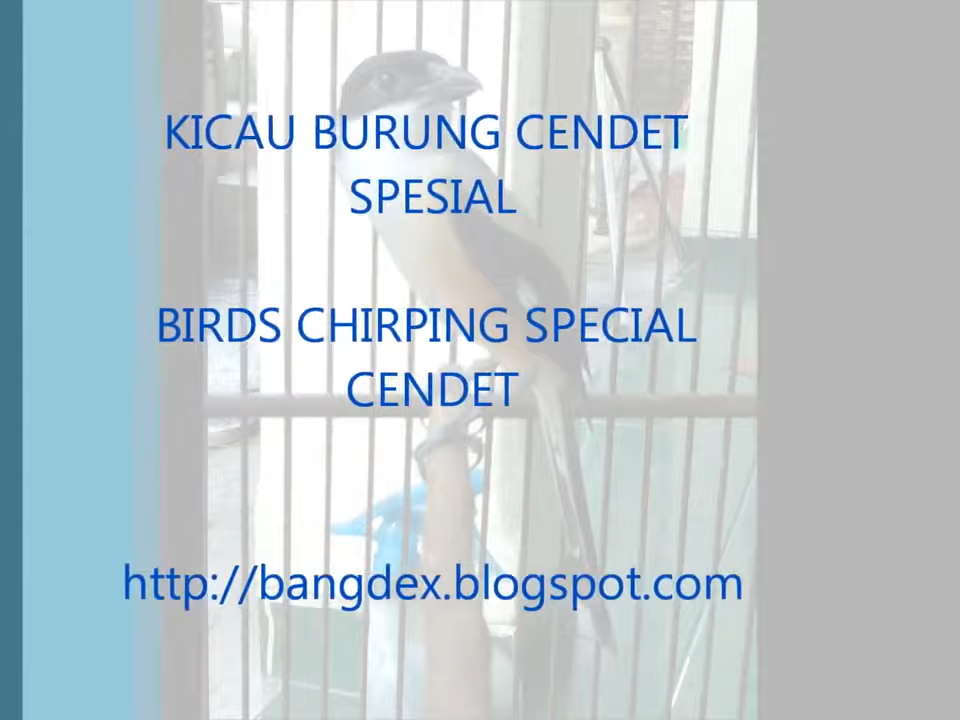 KICAU BURUNG CENDET
SPESIAL
BIRDS CHIRPING SPECIAL
CENDET
http://bangdex.blogspot.com